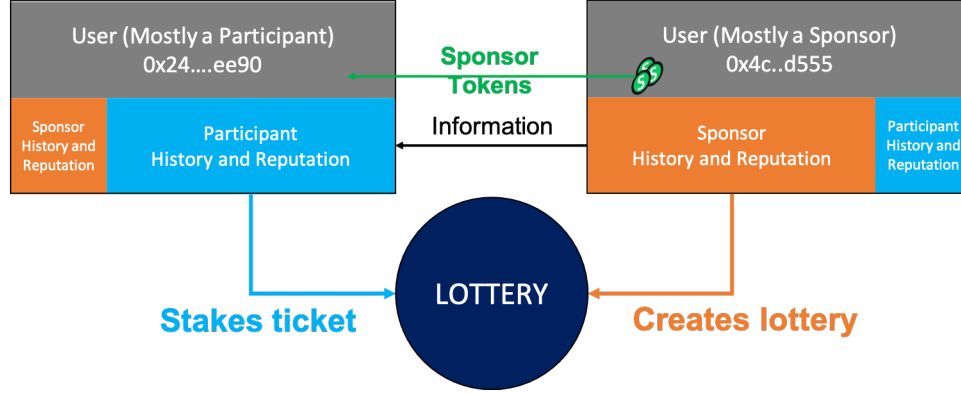 User (Mostly a Participant)
0x24....ee90
Sponsor
History and
Reputation
Participant
History and Reputation
Sponsor
Tokens
Information
User (Mostly a Sponsor)
0x4c..d555
$
$
$
Sponsor
History and Reputation
Participant
History and
Reputation
LOTTERY
Stakes ticket
Creates lottery